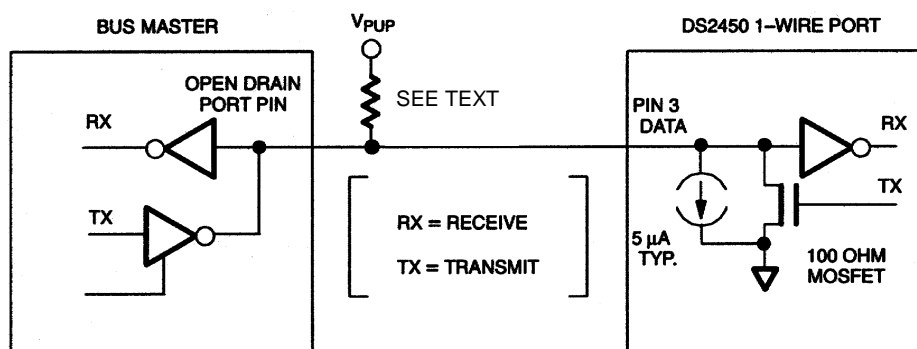 BUS MASTER
VPUP
DS2450 1–WIRE PORT
OPEN DRAIN
PORT PIN
SEE TEXT
PIN 3
DATA
RX
RX
TX
TX
RX = RECEIVE
TX = TRANSMIT
5 µA
TYP.
100 OHM
MOSFET